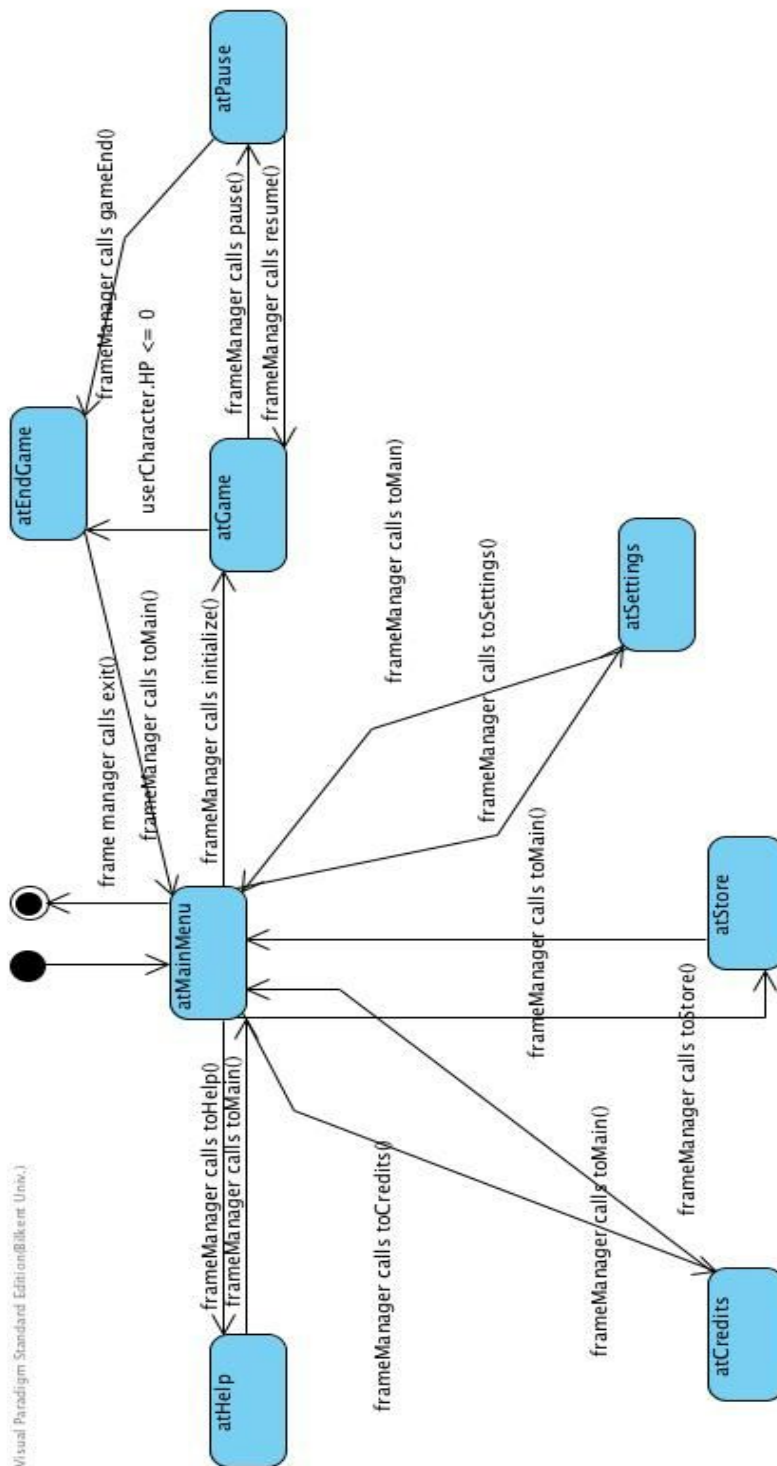 Visual Paradigm Standard Edition(Bilkent Univ.)
frame manager calls exit()
atEndGame
frameManager calls toMain()
frameManager calls gameEnd()
userCharacter.HP <= 0
atMainMenu
atHelp
frameManager calls toHelp()
frameManager calls toMain()
frameManager calls initialize()
atGame
frameManager calls pause()
frameManager calls resume()
atPause
frameManager calls toCredits()
frameManager calls toMain)
frameManager calls toSettings()
frameManager calls toMain()
atSettings
frameManager calls toMain()
frameManager calls toStore()
atCredits
atStore